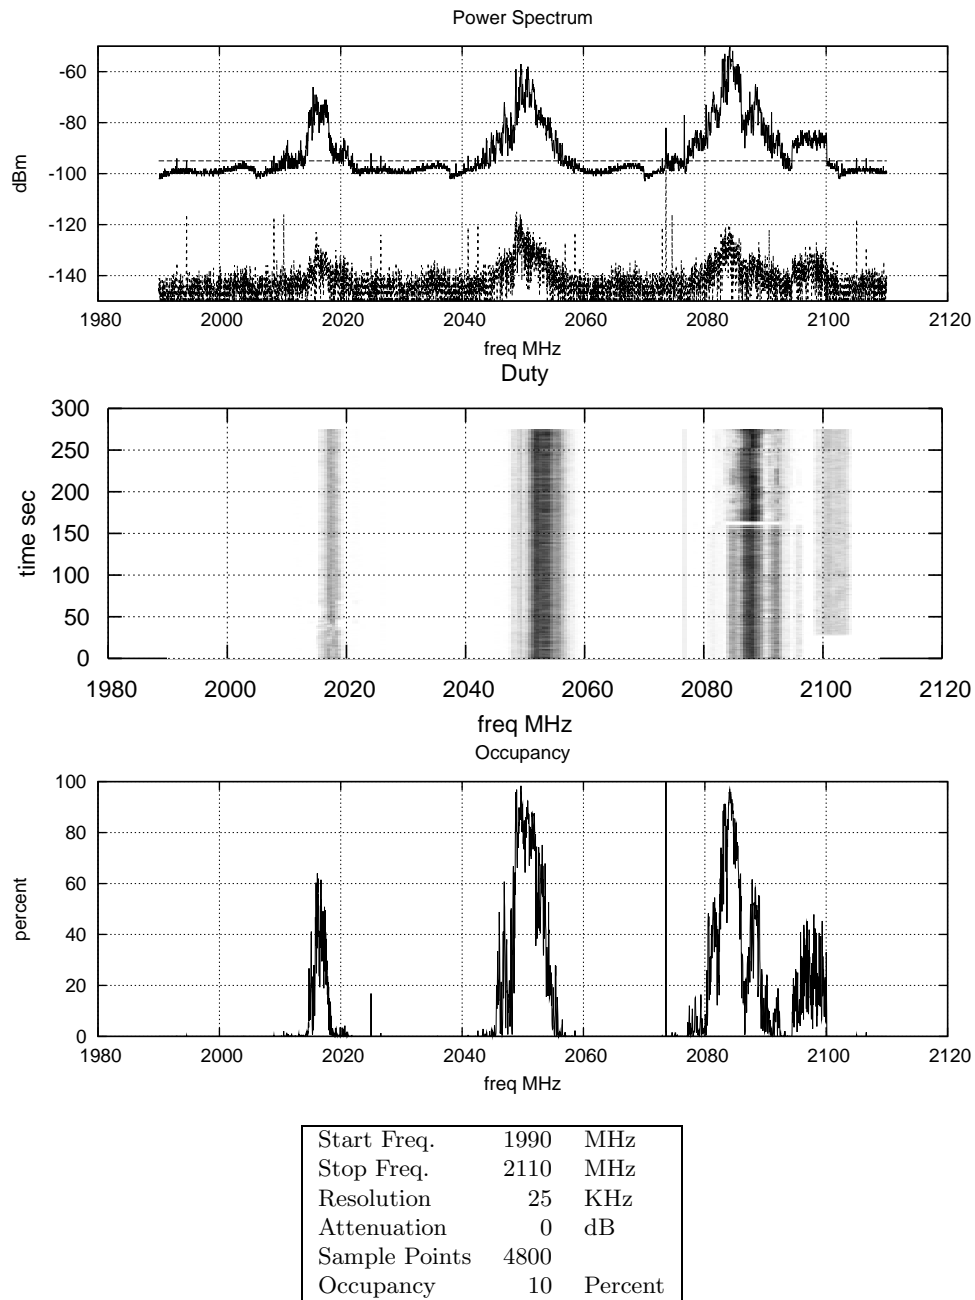 Power Spectrum
-60
-80
-100
-120
-140
dBm
1980 2000 2020 2040 2060 2080 2100 2120
freq MHz
Duty
300
250
200
150
100
50
0
time sec
1980 2000 2020 2040 2060 2080 2100 2120
freq MHz
Occupancy
100
80
60
40
20
0
percent
1980 2000 2020 2040 2060 2080 2100 2120
freq MHz
Start Freq. 1990 MHz
Stop Freq. 2110 MHz
Resolution 25 KHz
Attenuation 0 dB
Sample Points 4800
Occupancy 10 Percent